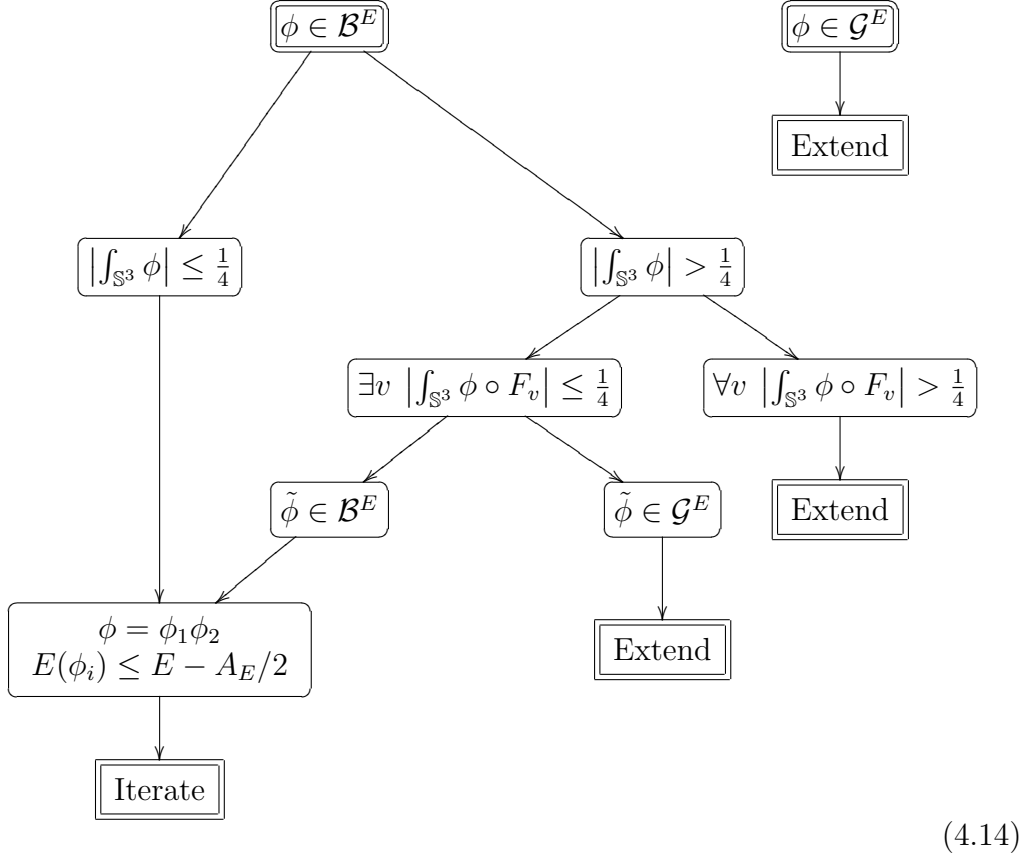 ϕ ∈ 𝓑^E
ϕ ∈ 𝓖^E
Extend
|∫_{𝕊³} ϕ| ≤ 1/4
|∫_{𝕊³} ϕ| > 1/4
∃v |∫_{𝕊³} ϕ ∘ F_v| ≤ 1/4
∀v |∫_{𝕊³} ϕ ∘ F_v| > 1/4
ϕ̃ ∈ 𝓑^E
ϕ̃ ∈ 𝓖^E
Extend
ϕ = ϕ₁ϕ₂
E(ϕ_i) ≤ E − A_E/2
Extend
Iterate
(4.14)